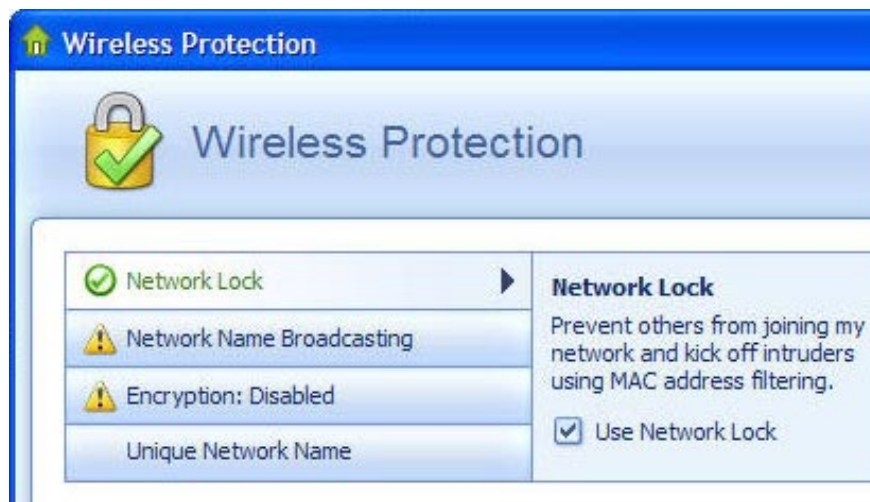 Wireless Protection
Wireless Protection
Network Lock
Network Name Broadcasting
Encryption: Disabled
Unique Network Name
Network Lock
Prevent others from joining my
network and kick off intruders
using MAC address filtering.
Use Network Lock